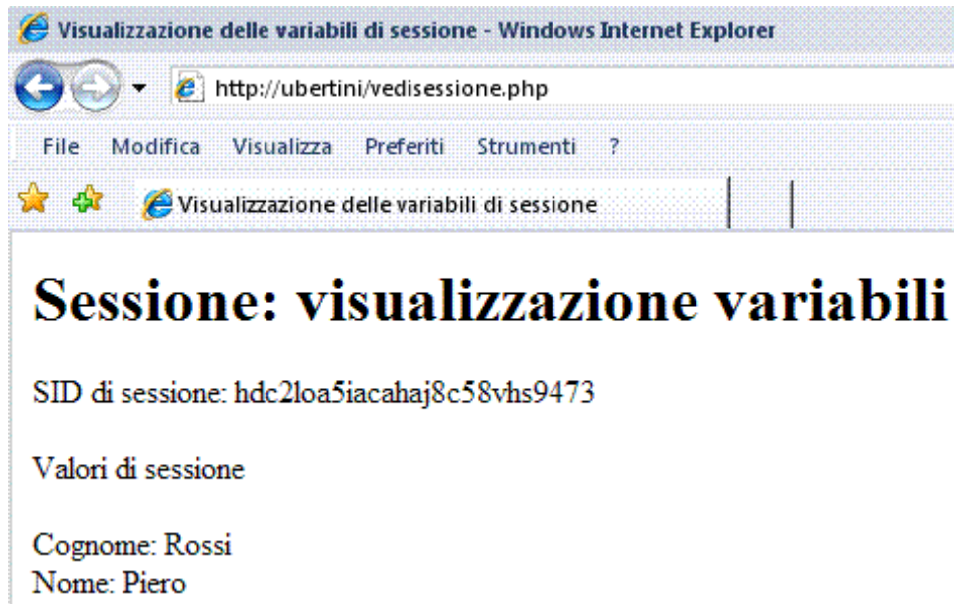 Visualizzazione delle variabili di sessione - Windows Internet Explorer
http://ubertini/vedisessione.php
File Modifica Visualizza Preferiti Strumenti ?
Visualizzazione delle variabili di sessione
Sessione: visualizzazione variabili
SID di sessione: hdc2loa5iacahaj8c58vhs9473
Valori di sessione
Cognome: Rossi
Nome: Piero